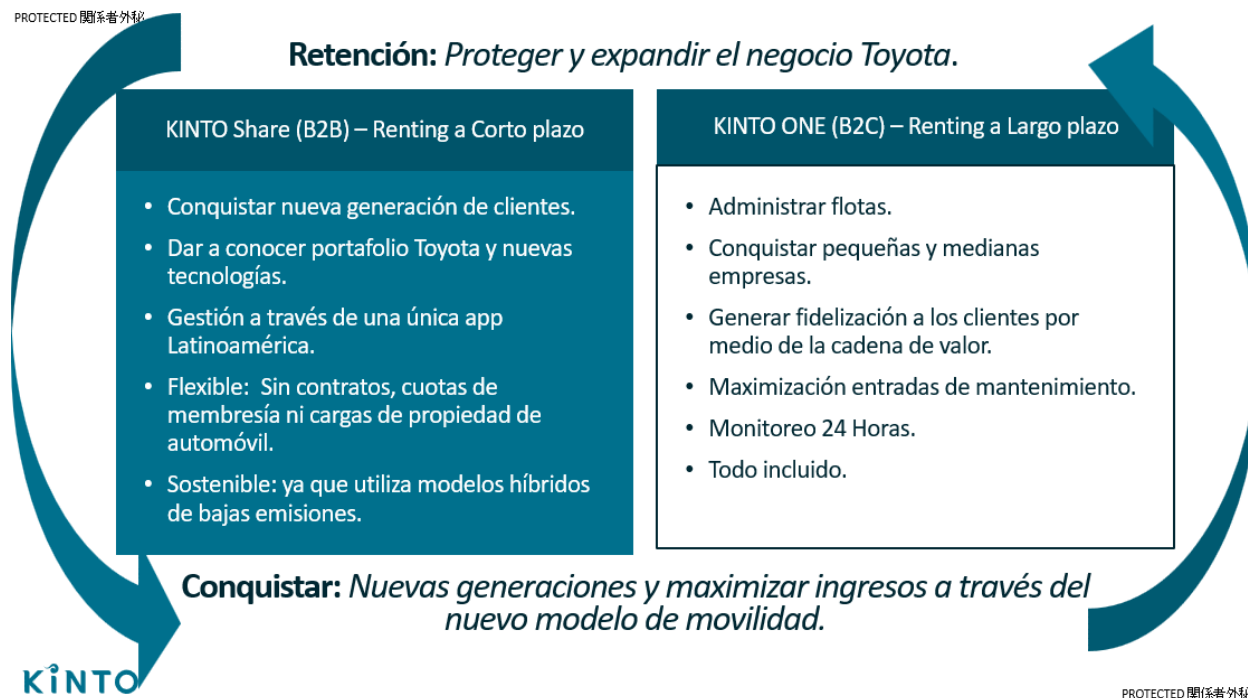 PROTECTED 関係者外秘
Retención: Proteger y expandir el negocio Toyota.
KINTO Share (B2B) – Renting a Corto plazo
• Conquistar nueva generación de clientes.
• Dar a conocer portafolio Toyota y nuevas
tecnologías.
• Gestión a través de una única app
Latinoamérica.
• Flexible: Sin contratos, cuotas de
membresía ni cargas de propiedad de
automóvil.
• Sostenible: ya que utiliza modelos híbridos
de bajas emisiones.
KINTO ONE (B2C) – Renting a Largo plazo
• Administrar flotas.
• Conquistar pequeñas y medianas
empresas.
• Generar fidelización a los clientes por
medio de la cadena de valor.
• Maximización entradas de mantenimiento.
• Monitoreo 24 Horas.
• Todo incluido.
Conquistar: Nuevas generaciones y maximizar ingresos a través del
nuevo modelo de movilidad.
KINTO
PROTECTED 関係者外秘